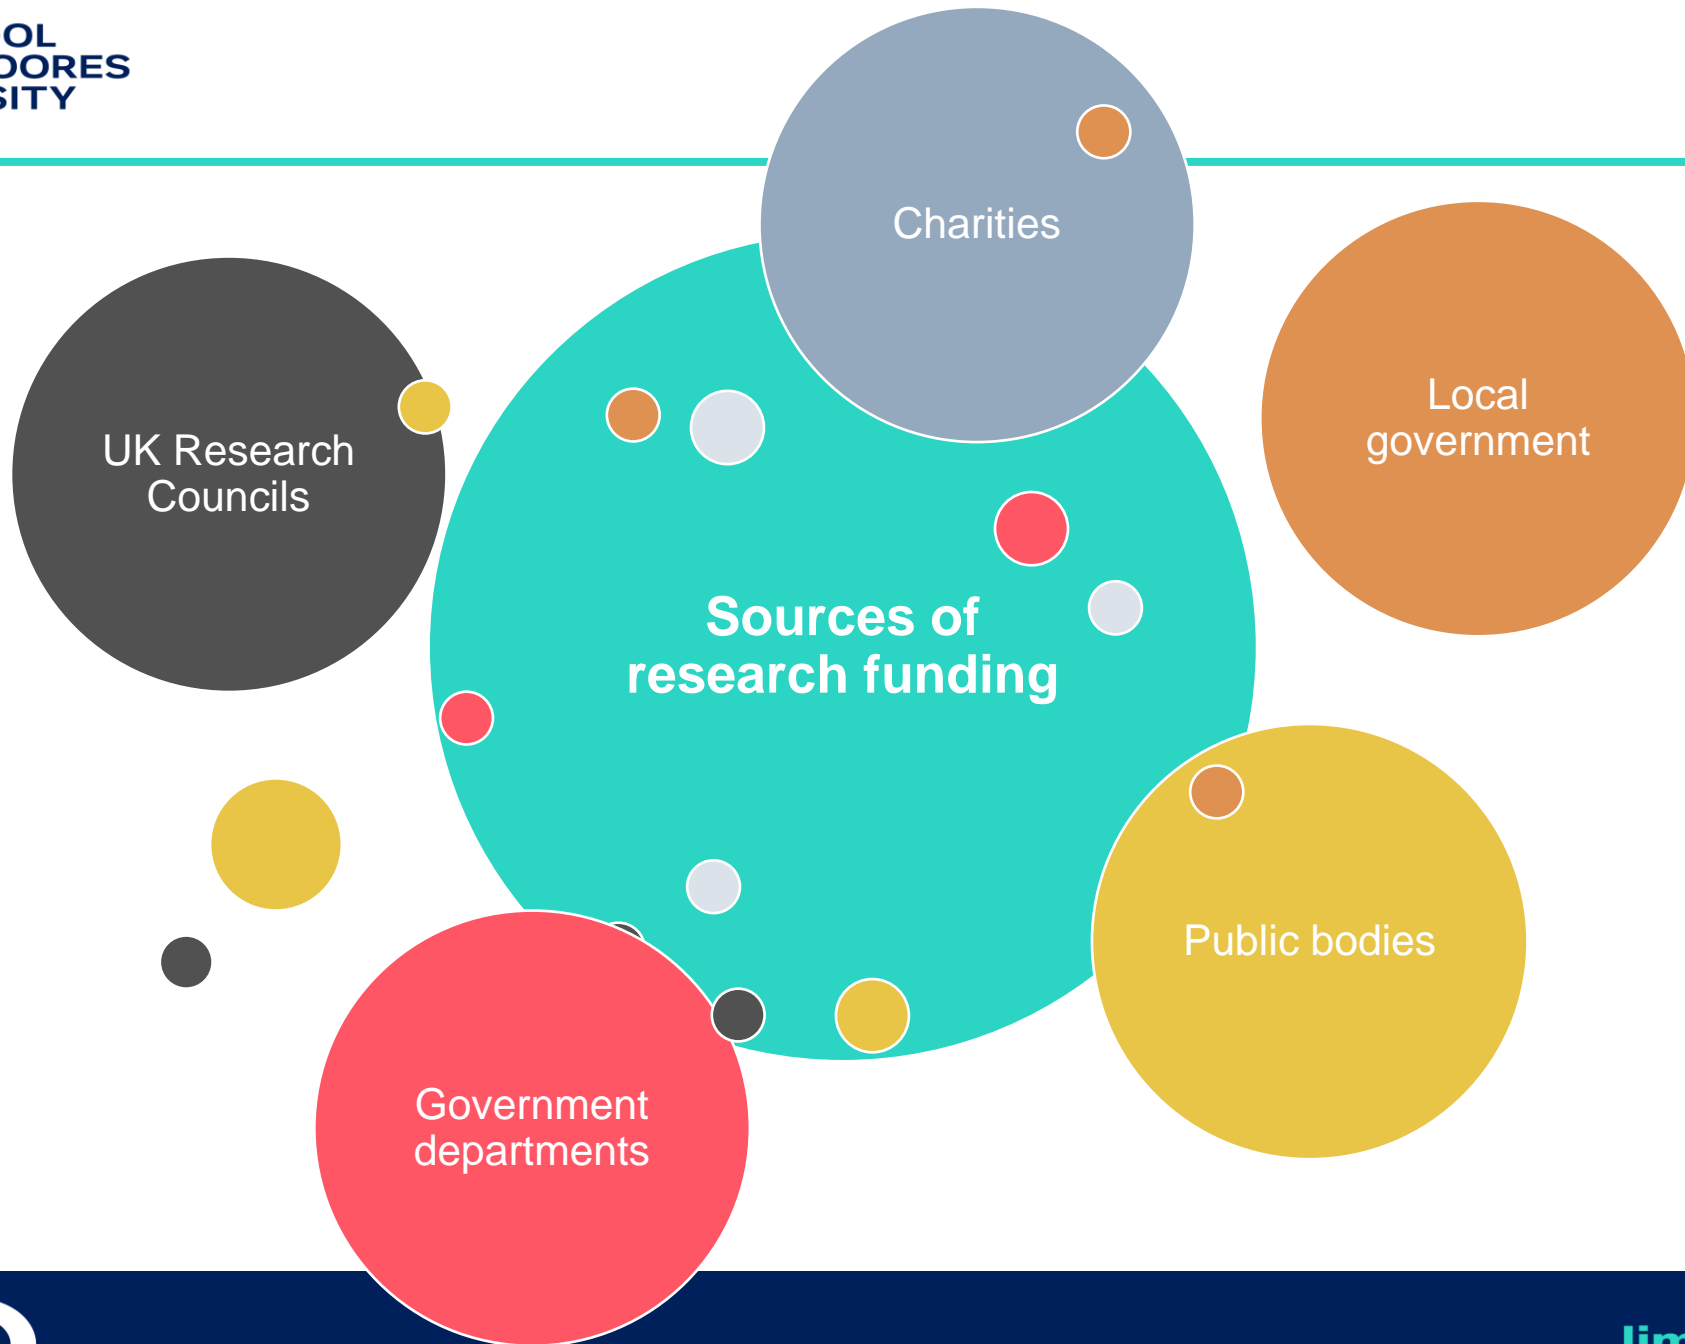 OL
OORES
SITY
Charities
Local
government
UK Research
Councils
Sources of
research funding
Public bodies
Government
departments